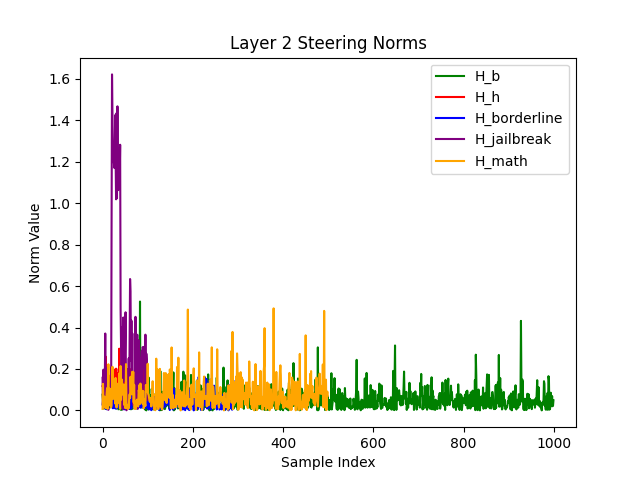 Layer 2 Steering Norms
H_b
H_h
H_borderline
H_jailbreak
H_math
Norm Value
1.6
1.4
1.2
1.0
0.8
0.6
0.4
0.2
0.0
0
200
400
600
800
1000
Sample Index